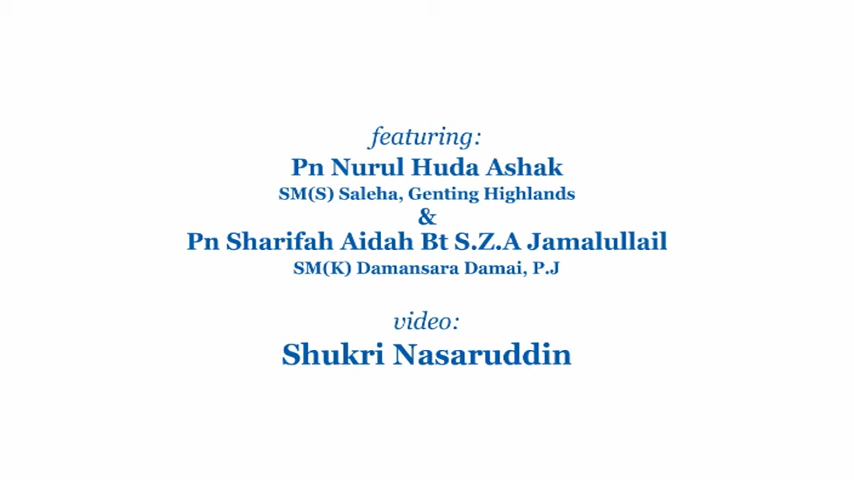 featuring:
Pn Nurul Huda Ashak
SM(S) Saleha, Genting Highlands
&
Pn Sharifah Aidah Bt S.Z.A Jamalullail
SM(K) Damansara Damai, P.J
video:
Shukri Nasaruddin